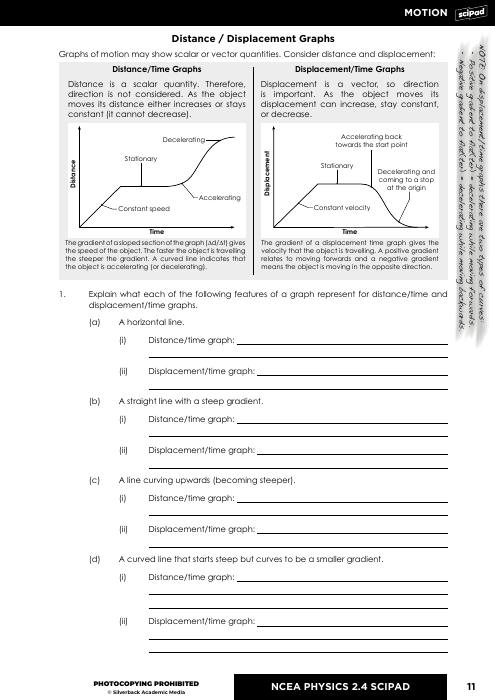 MOTION scipad
Distance / Displacement Graphs
Graphs of motion may show scalar or vector quantities. Consider distance and displacement:
Distance/Time Graphs
Distance is a scalar quantity. Therefore,
direction is not considered. As the object
moves its distance either increases or stays
constant (it cannot decrease).
Distance
Decelerating
Stationary
Accelerating
Constant speed
Time
The gradient of a sloped section of the graph (∆d/∆t) gives
the speed of the object. The faster the object is travelling
the steeper the gradient. A curved line indicates that
the object is accelerating (or decelerating).
Displacement/Time Graphs
Displacement is a vector, so direction
is important. As the object moves its
displacement can increase, stay constant,
or decrease.
Displacement
Accelerating back
towards the start point
Stationary
Decelerating and
coming to a stop
at the origin
Constant velocity
Time
The gradient of a displacement time graph gives the
velocity that the object is travelling. A positive gradient
relates to moving forwards and a negative gradient
means the object is moving in the opposite direction.
NOTE: On displacement/time graphs there are two types of curves:
• Positive gradient to flat(ter) = decelerating while moving forwards.
• Negative gradient to flat(ter) = decelerating while moving backwards.
1. Explain what each of the following features of a graph represent for distance/time and
displacement/time graphs.
(a) A horizontal line.
(i) Distance/time graph:
(ii) Displacement/time graph:
(b) A straight line with a steep gradient.
(i) Distance/time graph:
(ii) Displacement/time graph:
(c) A line curving upwards (becoming steeper).
(i) Distance/time graph:
(ii) Displacement/time graph:
(d) A curved line that starts steep but curves to be a smaller gradient.
(i) Distance/time graph:
(ii) Displacement/time graph:
PHOTOCOPYING PROHIBITED
© Silverback Academic Media
NCEA PHYSICS 2.4 SCIPAD
11